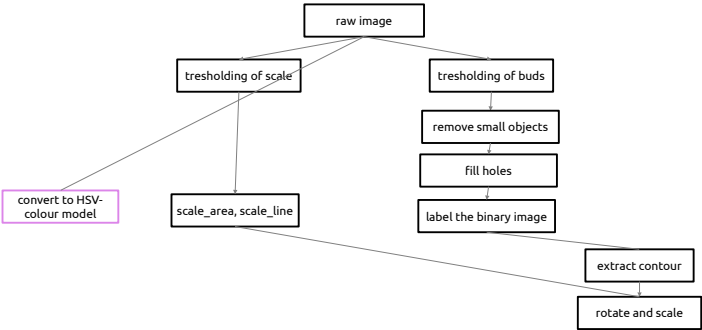 raw image
tresholding of scale
tresholding of buds
remove small objects
fill holes
convert to HSV-
colour model
scale_area, scale_line
label the binary image
extract contour
rotate and scale